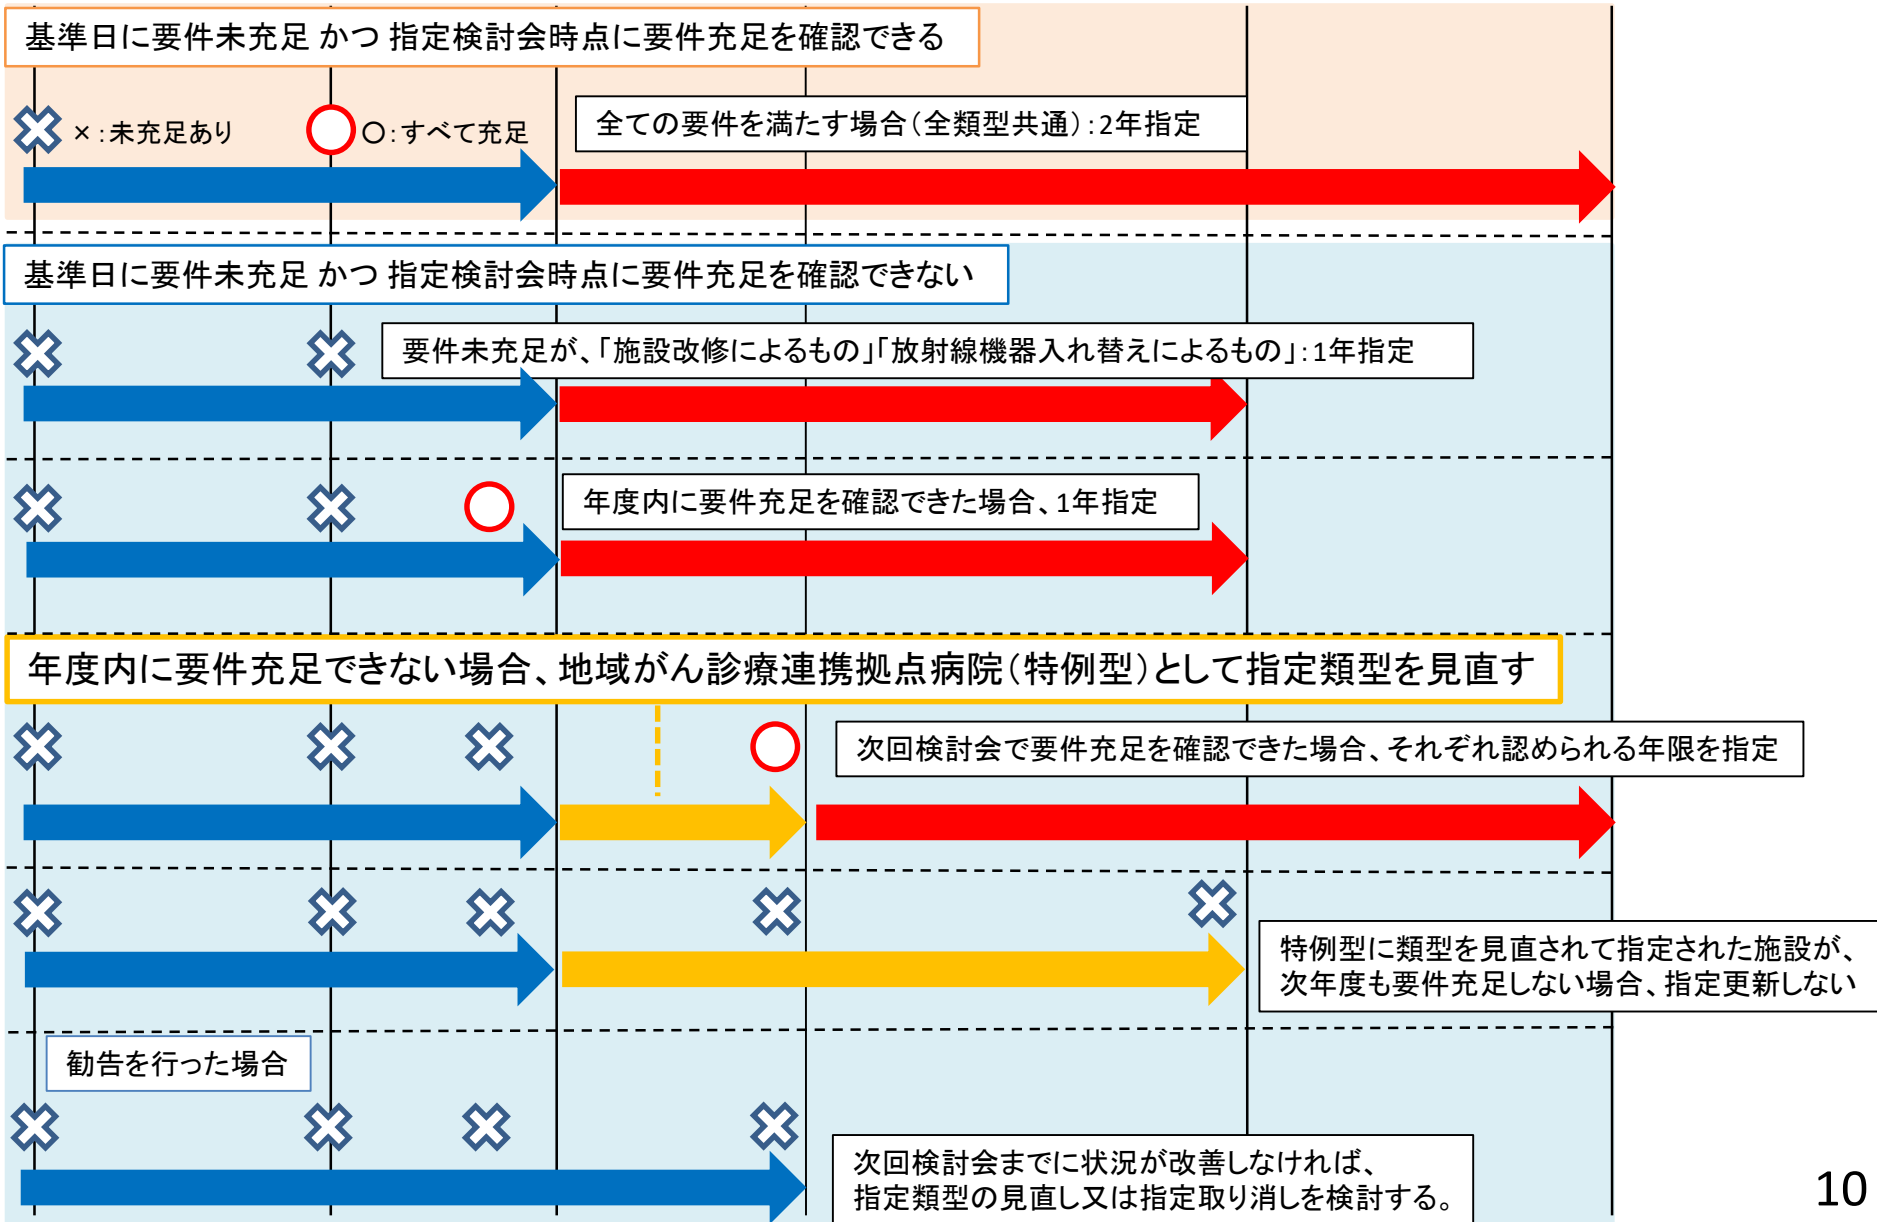 基準日に要件未充足 かつ 指定検討会時点に要件充足を確認できる
×:未充足あり
〇:すべて充足
全ての要件を満たす場合(全類型共通):2年指定
基準日に要件未充足 かつ 指定検討会時点に要件充足を確認できない
要件未充足が、「施設改修によるもの」「放射線機器入れ替えによるもの」:1年指定
年度内に要件充足を確認できた場合、1年指定
年度内に要件充足できない場合、地域がん診療連携拠点病院(特例型)として指定類型を見直す
次回検討会で要件充足を確認できた場合、それぞれ認められる年限を指定
特例型に類型を見直されて指定された施設が、
次年度も要件充足しない場合、指定更新しない
勧告を行った場合
次回検討会までに状況が改善しなければ、
指定類型の見直し又は指定取り消しを検討する。
10